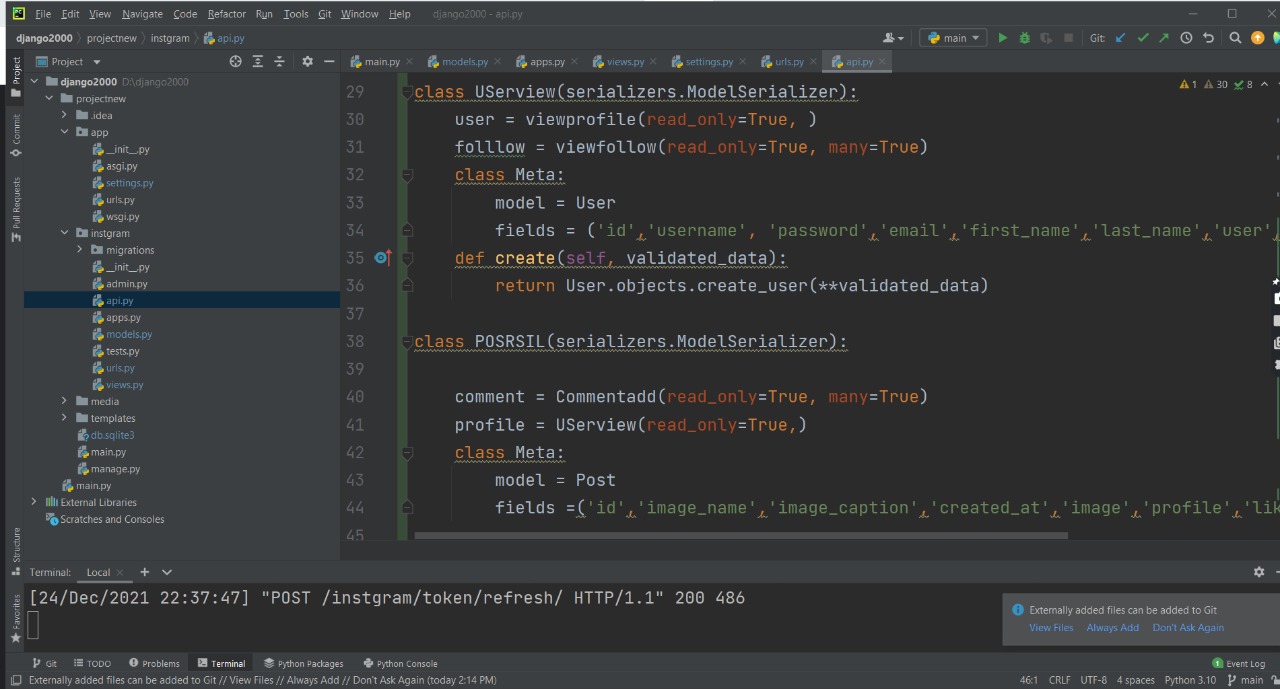 File Edit View Navigate Code Refactor Run Tools Git Window Help django2000 - api.py
django2000 projectnew instgram api.py main Git:
Project
django2000 D:\django2000
projectnew
.idea
app
__init__.py
asgi.py
settings.py
urls.py
wsgi.py
instgram
migrations
__init__.py
admin.py
api.py
apps.py
models.py
tests.py
urls.py
views.py
media
templates
db.sqlite3
main.py
manage.py
main.py
External Libraries
Scratches and Consoles
Project
Commit
Pull Requests
Structure
Favorites
main.py models.py apps.py views.py settings.py urls.py api.py
1 30 8
29 class USerview(serializers.ModelSerializer):
30 user = viewprofile(read_only=True, )
31 folllow = viewfollow(read_only=True, many=True)
32 class Meta:
33 model = User
34 fields = ('id','username', 'password','email','first_name','last_name','user',
35 def create(self, validated_data):
36 return User.objects.create_user(**validated_data)
37
38 class POSRSIL(serializers.ModelSerializer):
39
40 comment = Commentadd(read_only=True, many=True)
41 profile = USerview(read_only=True,)
42 class Meta:
43 model = Post
44 fields =('id','image_name','image_caption','created_at','image','profile','lik
45
Terminal: Local
[24/Dec/2021 22:37:47] "POST /instgram/token/refresh/ HTTP/1.1" 200 486
Externally added files can be added to Git
View Files Always Add Don't Ask Again
Git TODO Problems Terminal Python Packages Python Console 1 Event Log
Externally added files can be added to Git // View Files // Always Add // Don't Ask Again (today 2:14 PM) 46:1 CRLF UTF-8 4 spaces Python 3.10 main